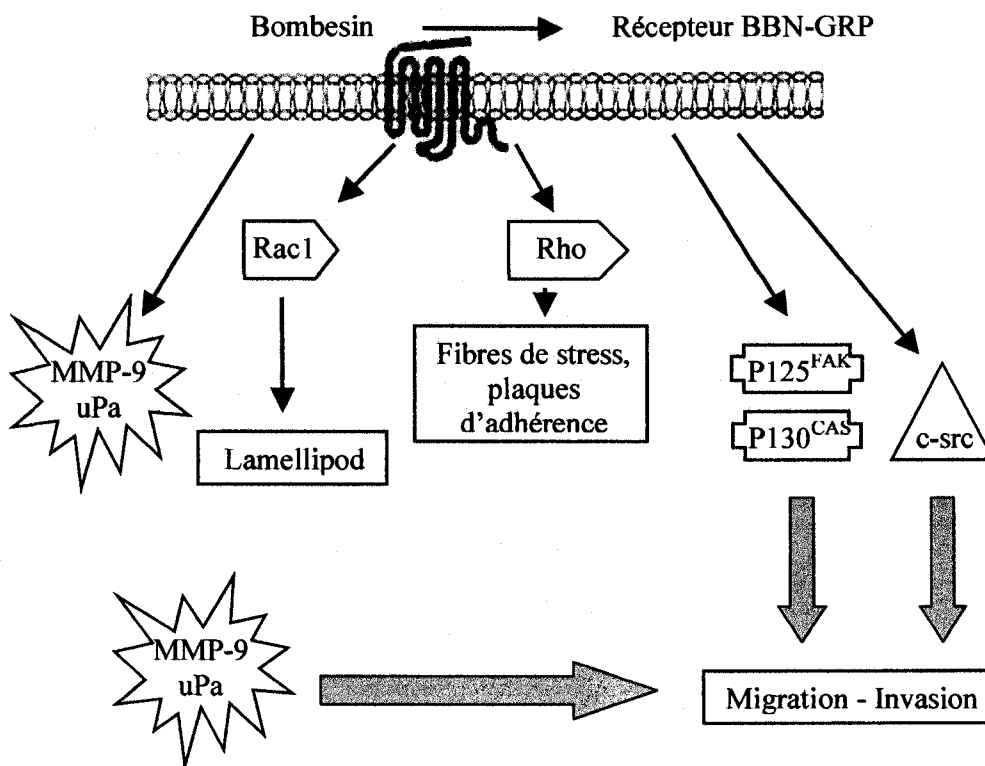 Bombesin
Récepteur BBN-GRP
Rac1
Rho
MMP-9
uPa
Lamellipod
Fibres de stress,
plaques
d'adhérence
P125FAK
P130CAS
c-src
MMP-9
uPa
Migration - Invasion